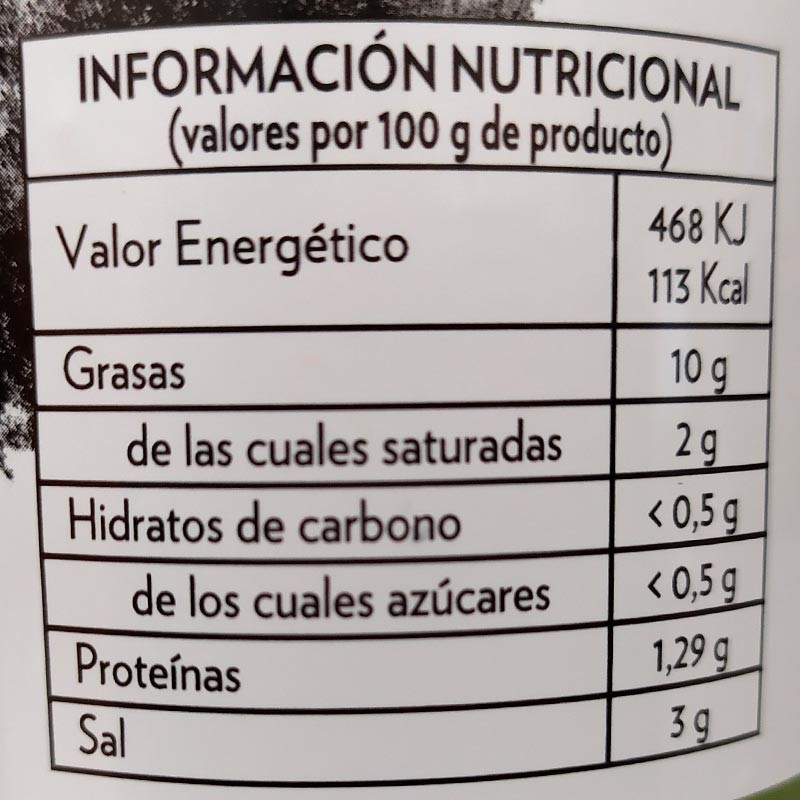 INFORMACIÓN NUTRICIONAL
(valores por 100 g de producto)
Valor Energético
468 KJ
113 Kcal
Grasas 10 g
de las cuales saturadas 2 g
Hidratos de carbono < 0,5 g
de los cuales azúcares < 0,5 g
Proteínas 1,29 g
Sal 3 g